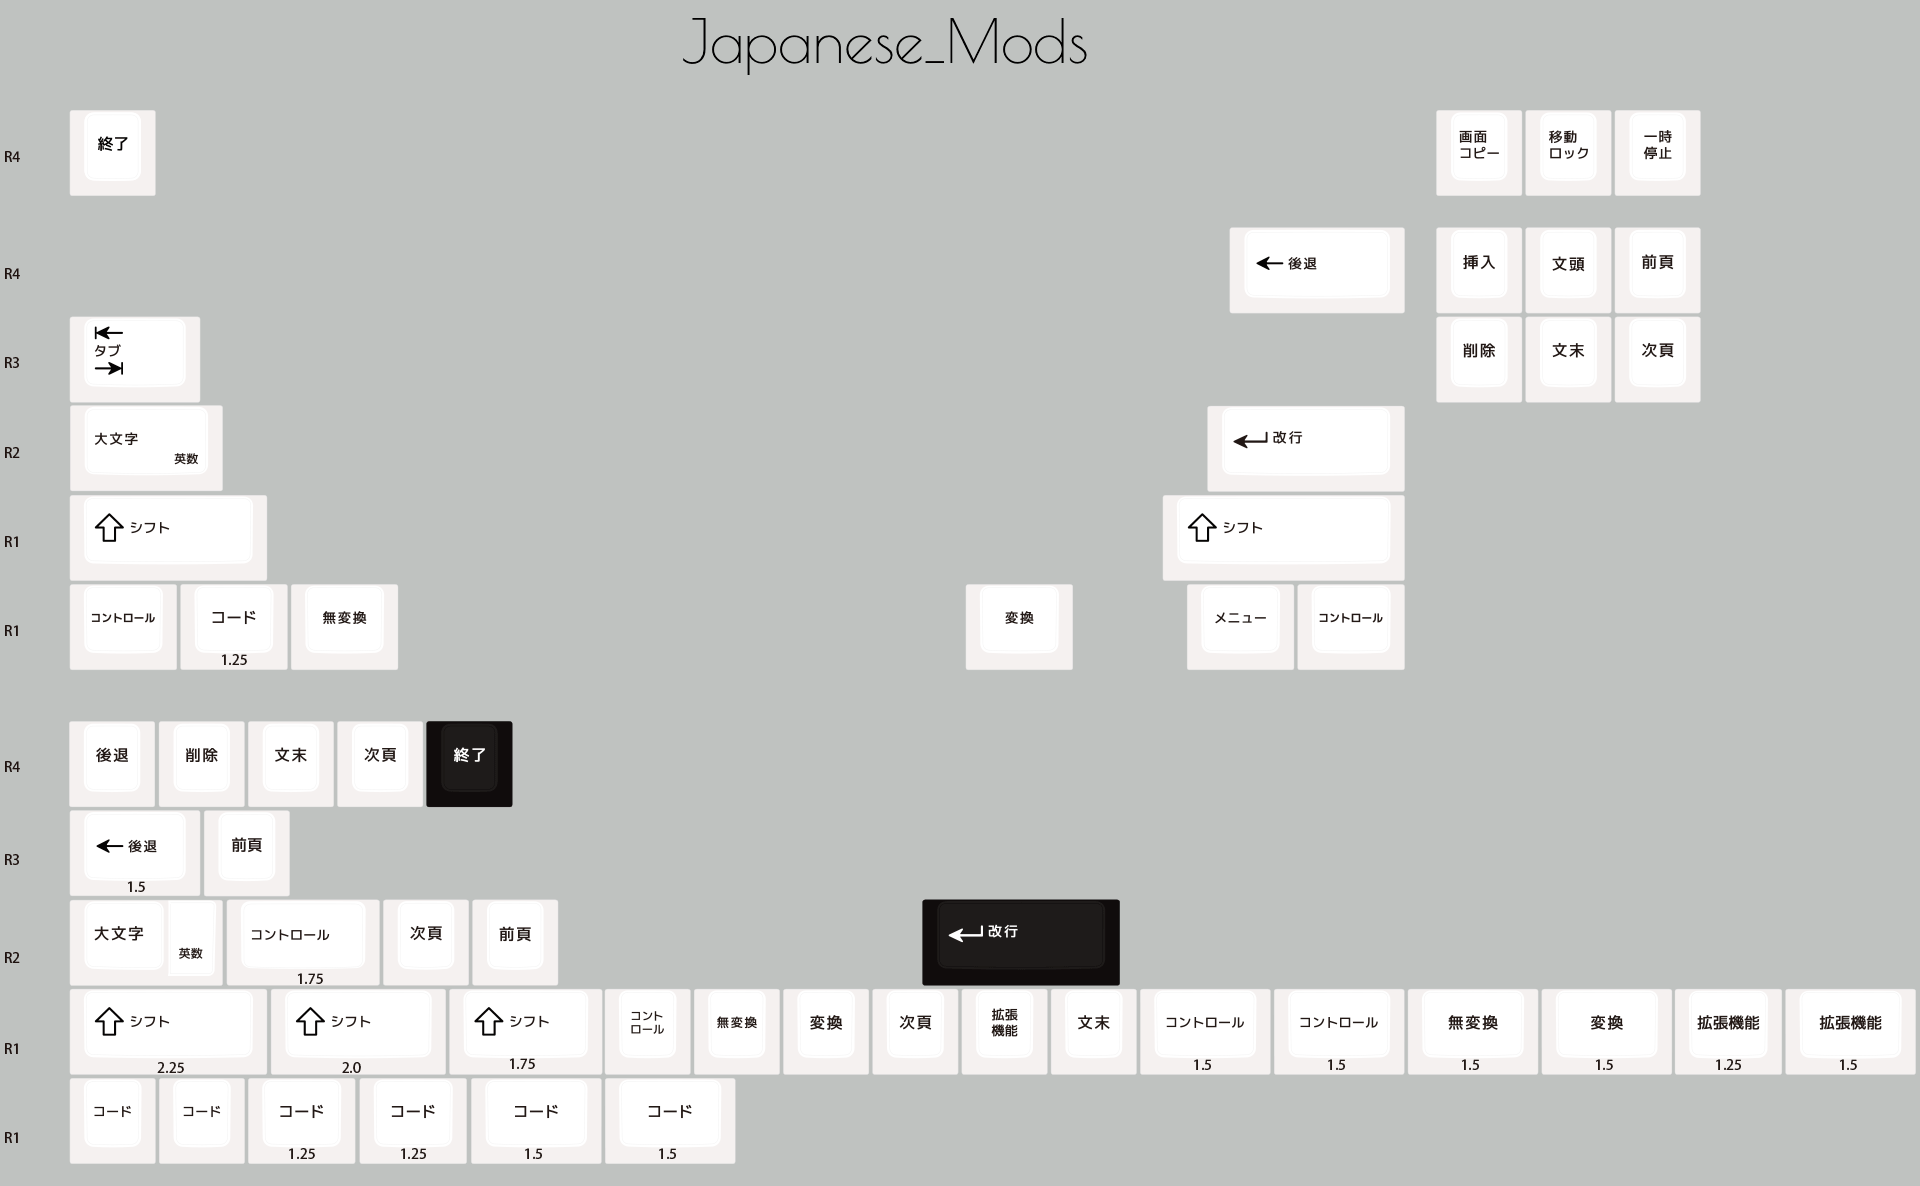 Japanese_Mods
R4
終了
画面
コピー
移動
ロック
一時
停止
R4
後退
挿入
文頭
前頁
R3
タブ
削除
文末
次頁
R2
大文字
英数
改行
R1
シフト
シフト
R1
コントロール
コード
1.25
無変換
変換
メニュー
コントロール
R4
後退
削除
文末
次頁
終了
R3
後退
1.5
前頁
R2
大文字
英数
コントロール
1.75
次頁
前頁
改行
R1
シフト
2.25
シフト
2.0
シフト
1.75
コント
ロール
無変換
変換
次頁
拡張
機能
文末
コントロール
1.5
コントロール
1.5
無変換
1.5
変換
1.5
拡張機能
1.25
拡張機能
1.5
R1
コード
コード
コード
1.25
コード
1.25
コード
1.5
コード
1.5